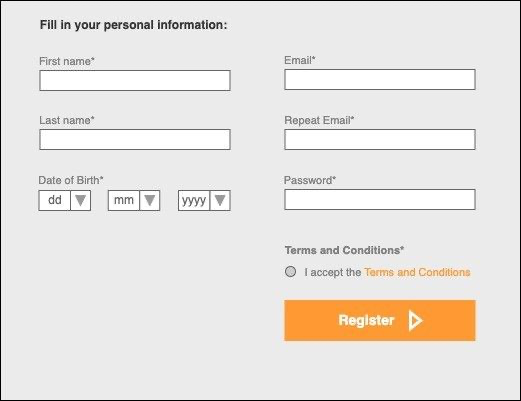 Fill in your personal information:
First name*
Last name*
Date of Birth*
dd mm yyyy
Email*
Repeat Email*
Password*
Terms and Conditions*
I accept the Terms and Conditions
Register